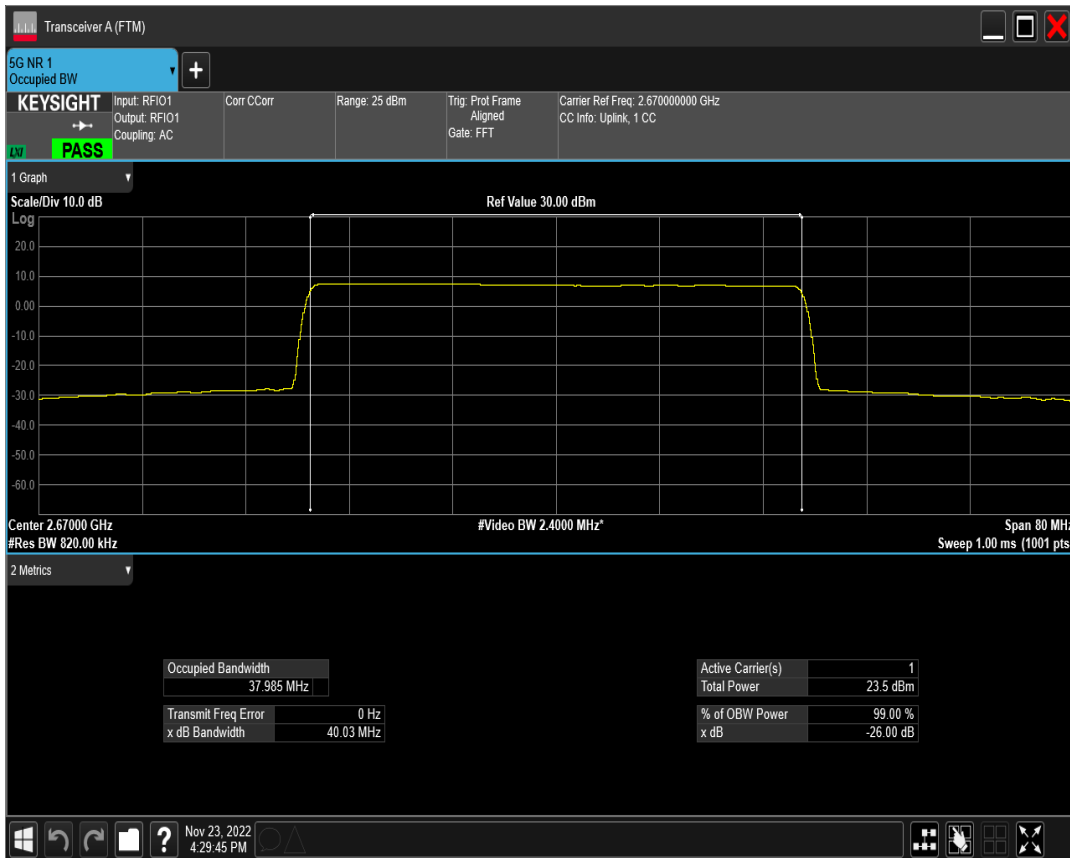 Transceiver A (FTM)
5G NR 1
Occupied BW
+
KEYSIGHT
LXI
PASS
Input: RFIO1
Output: RFIO1
Coupling: AC
Corr CCorr
Range: 25 dBm
Trig: Prot Frame
Aligned
Gate: FFT
Carrier Ref Freq: 2.670000000 GHz
CC Info: Uplink, 1 CC
1 Graph
Scale/Div 10.0 dB
Ref Value 30.00 dBm
Log
20.0
10.0
0.00
-10.0
-20.0
-30.0
-40.0
-50.0
-60.0
Center 2.67000 GHz
#Video BW 2.4000 MHz*
Span 80 MHz
#Res BW 820.00 kHz
Sweep 1.00 ms (1001 pts
2 Metrics
Occupied Bandwidth
37.985 MHz
Transmit Freq Error 0 Hz
x dB Bandwidth 40.03 MHz
Active Carrier(s) 1
Total Power 23.5 dBm
% of OBW Power 99.00 %
x dB -26.00 dB
?
Nov 23, 2022
4:29:45 PM